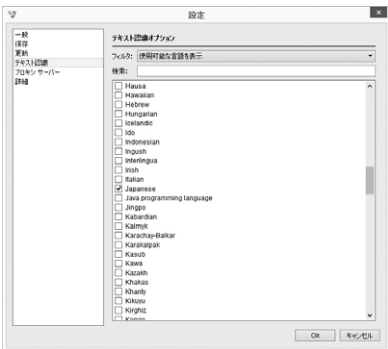 設定
一般
保存
更新
テキスト認識
プロキシ サーバー
詳細
テキスト認識オプション
フィルタ: 使用可能な言語を表示
検索:
Hausa
Hawaiian
Hebrew
Hungarian
Icelandic
Ido
Indonesian
Ingush
Interlingua
Irish
Italian
Japanese
Java programming language
Jingpo
Kabardian
Kalmyk
Karachay-Balkar
Karakalpak
Kasub
Kawa
Kazakh
Khakas
Khanty
Kikuyu
Kirghiz
Kongo
Ok
キャンセル